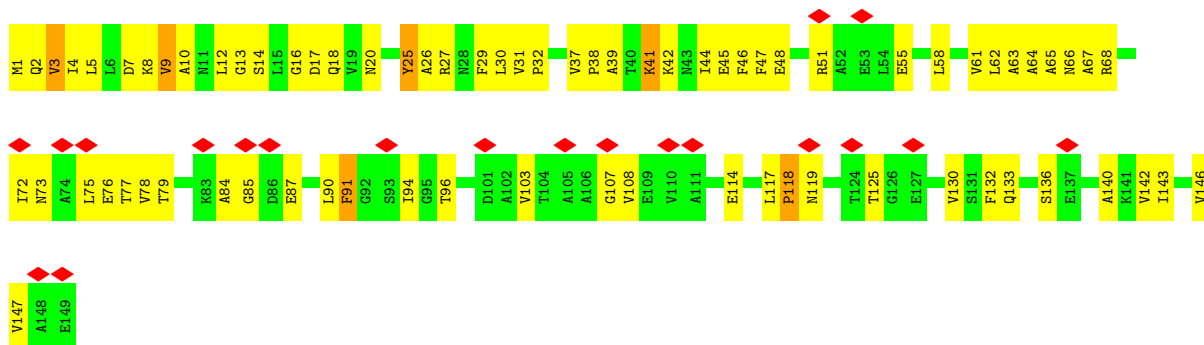 M1 Q2 V3 I4 L5 L6 D7 K8 V9 A10 N11 L12 G13 S14 L15 G16 D17 Q18 V19 N20 Y25 A26 R27 N28 F29 L30 V31 P32 V37 P38 A39 T40 K41 K42 N43 I44 E45 F46 F47 E48 R51 A52 E53 L54 E55 L58 V61 L62 A63 A64 A65 N66 A67 R68
I72 N73 A74 L75 E76 T77 V78 T79 K83 A84 G85 D86 E87 L90 F91 G92 S93 I94 G95 T96 D101 A102 V103 T104 A105 A106 G107 V108 E109 V110 A111 E114 L117 P118 N119 T124 T125 G126 E127 V130 S131 F132 Q133 S136 E137 A140 K141 V142 I143 V146
V147 A148 E149